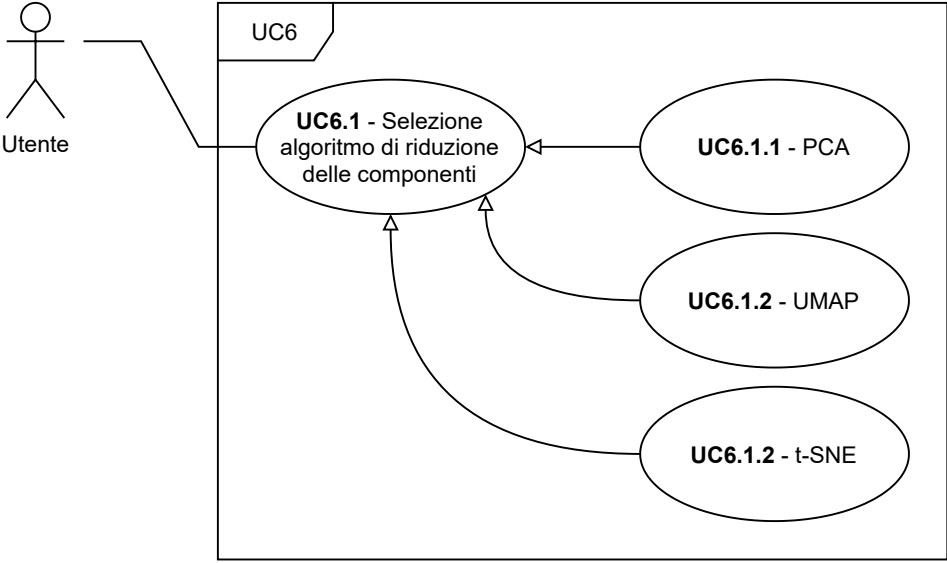 UC6
Utente
UC6.1 - Selezione
algoritmo di riduzione
delle componenti
UC6.1.1 - PCA
UC6.1.2 - UMAP
UC6.1.2 - t-SNE